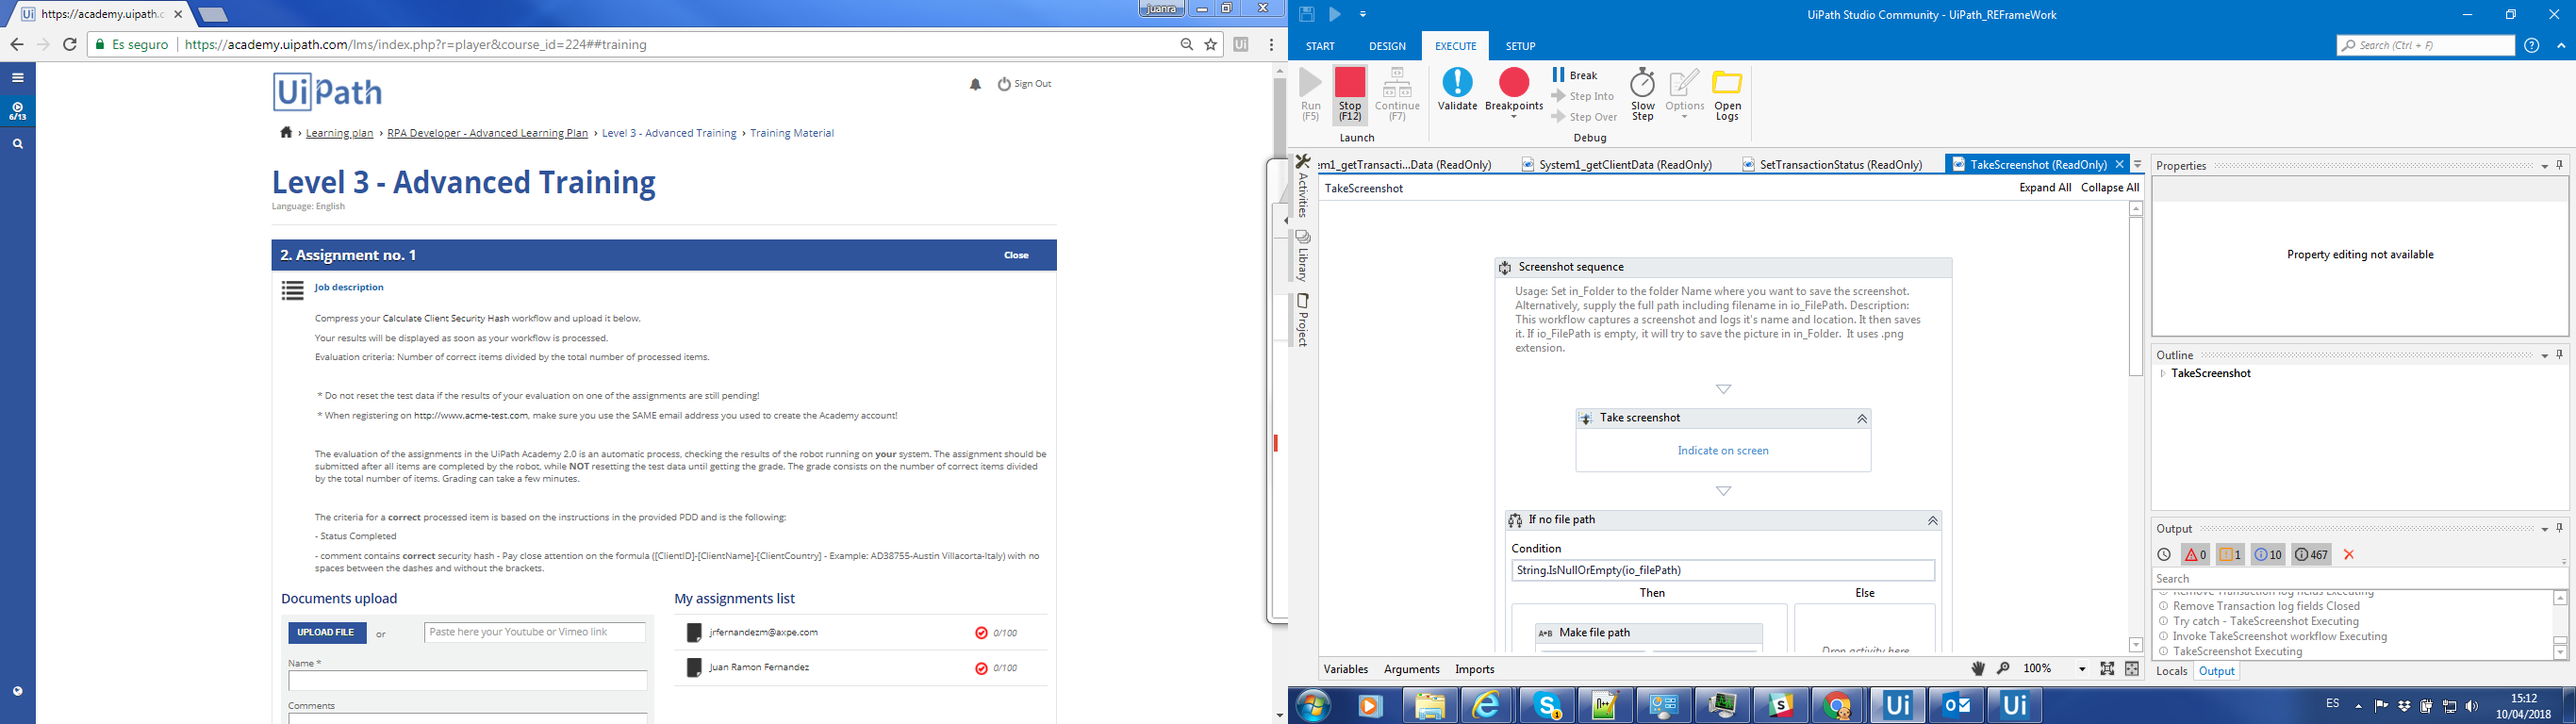 https://academy.uipath.c
juanra
Es seguro
https://academy.uipath.com/lms/index.php?r=player&course_id=224##training
6/13
UiPath
Sign Out
Learning plan › RPA Developer - Advanced Learning Plan › Level 3 - Advanced Training › Training Material
Level 3 - Advanced Training
Language: English
2. Assignment no. 1
Close
Job description
Compress your Calculate Client Security Hash workflow and upload it below.
Your results will be displayed as soon as your workflow is processed.
Evaluation criteria: Number of correct items divided by the total number of processed items.
* Do not reset the test data if the results of your evaluation on one of the assignments are still pending!
* When registering on http://www.acme-test.com, make sure you use the SAME email address you used to create the Academy account!
The evaluation of the assignments in the UiPath Academy 2.0 is an automatic process, checking the results of the robot running on your system. The assignment should be
submitted after all items are completed by the robot, while NOT resetting the test data until getting the grade. The grade consists on the number of correct items divided
by the total number of items. Grading can take a few minutes.
The criteria for a correct processed item is based on the instructions in the provided PDD and is the following:
- Status Completed
- comment contains correct security hash - Pay close attention on the formula ([ClientID]-[ClientName]-[ClientCountry] - Example: AD38755-Austin Villacorta-Italy) with no
spaces between the dashes and without the brackets.
Documents upload
UPLOAD FILE
or
Paste here your Youtube or Vimeo link
Name *
Comments
My assignments list
jrfernandezm@axpe.com
0/100
Juan Ramon Fernandez
0/100
UiPath Studio Community - UiPath_REFrameWork
START
DESIGN
EXECUTE
SETUP
Search (Ctrl + F)
Run
(F5)
Stop
(F12)
Continue
(F7)
Launch
Validate
Breakpoints
Break
Step Into
Step Over
Slow
Step
Options
Open
Logs
Debug
em1_getTransacti...Data (ReadOnly)
System1_getClientData (ReadOnly)
SetTransactionStatus (ReadOnly)
TakeScreenshot (ReadOnly)
Activities
Library
Project
TakeScreenshot
Expand All
Collapse All
Screenshot sequence
Usage: Set in_Folder to the folder Name where you want to save the screenshot.
Alternatively, supply the full path including filename in io_FilePath. Description:
This workflow captures a screenshot and logs it's name and location. It then saves
it. If io_FilePath is empty, it will try to save the picture in in_Folder.  It uses .png
extension.
Take screenshot
Indicate on screen
If no file path
Condition
String.IsNullOrEmpty(io_filePath)
Then
Else
A+B Make file path
Drop activity here
Variables
Arguments
Imports
100%
Properties
Property editing not available
Outline
TakeScreenshot
Output
0
1
10
467
Search
Remove Transaction log fields Executing
Remove Transaction log fields Closed
Try catch - TakeScreenshot Executing
Invoke TakeScreenshot workflow Executing
TakeScreenshot Executing
Locals
Output
ES
15:12
10/04/2018